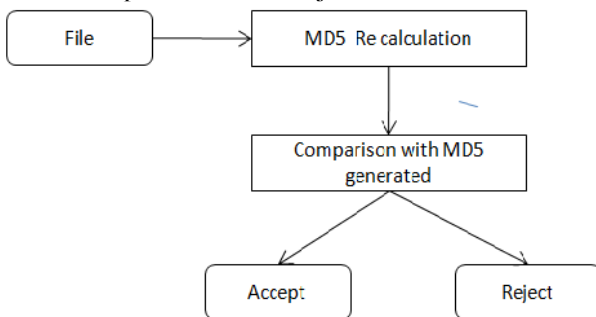 File
MD5 Re calculation
Comparison with MD5
generated
Accept
Reject